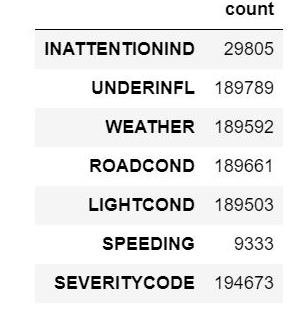 count
INATTENTIONIND 29805
UNDERINFL 189789
WEATHER 189592
ROADCOND 189661
LIGHTCOND 189503
SPEEDING 9333
SEVERITYCODE 194673